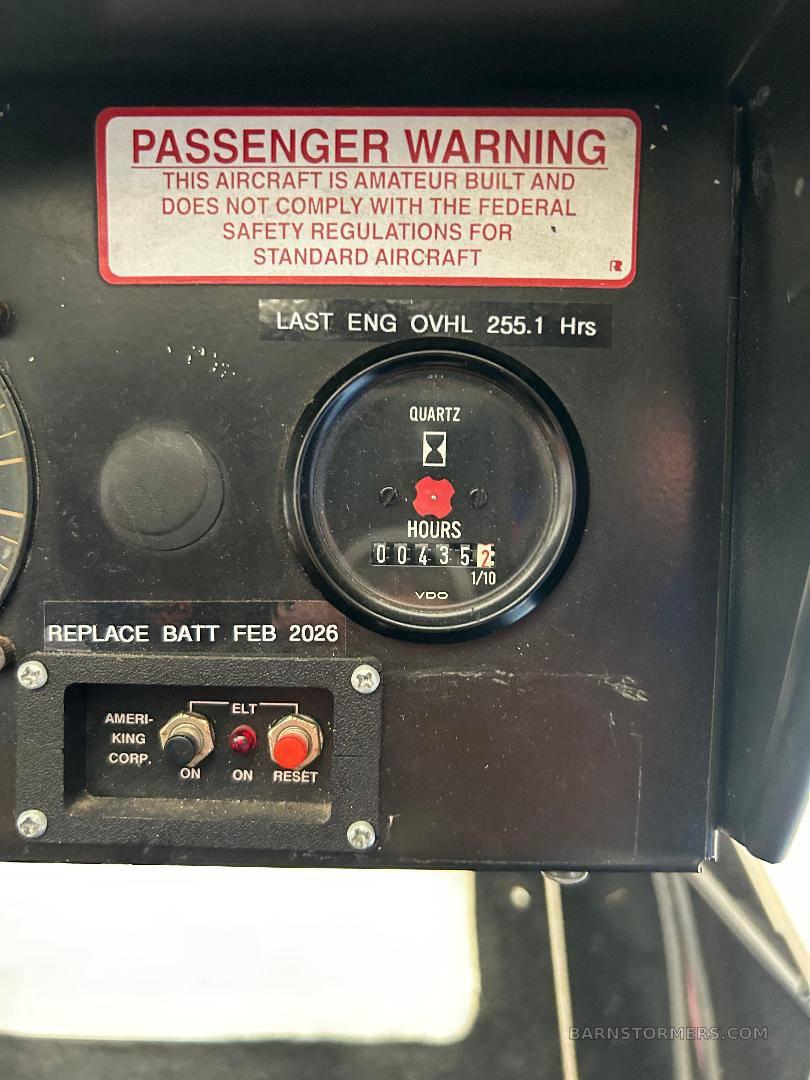 PASSENGER WARNING
THIS AIRCRAFT IS AMATEUR BUILT AND
DOES NOT COMPLY WITH THE FEDERAL
SAFETY REGULATIONS FOR
STANDARD AIRCRAFT
LAST ENG OVHL 255.1 Hrs
QUARTZ
HOURS
004352
1/10
VDO
REPLACE BATT FEB 2026
ELT
AMERI-
KING
CORP.
ON
ON
RESET
BARNSTORMERS.COM